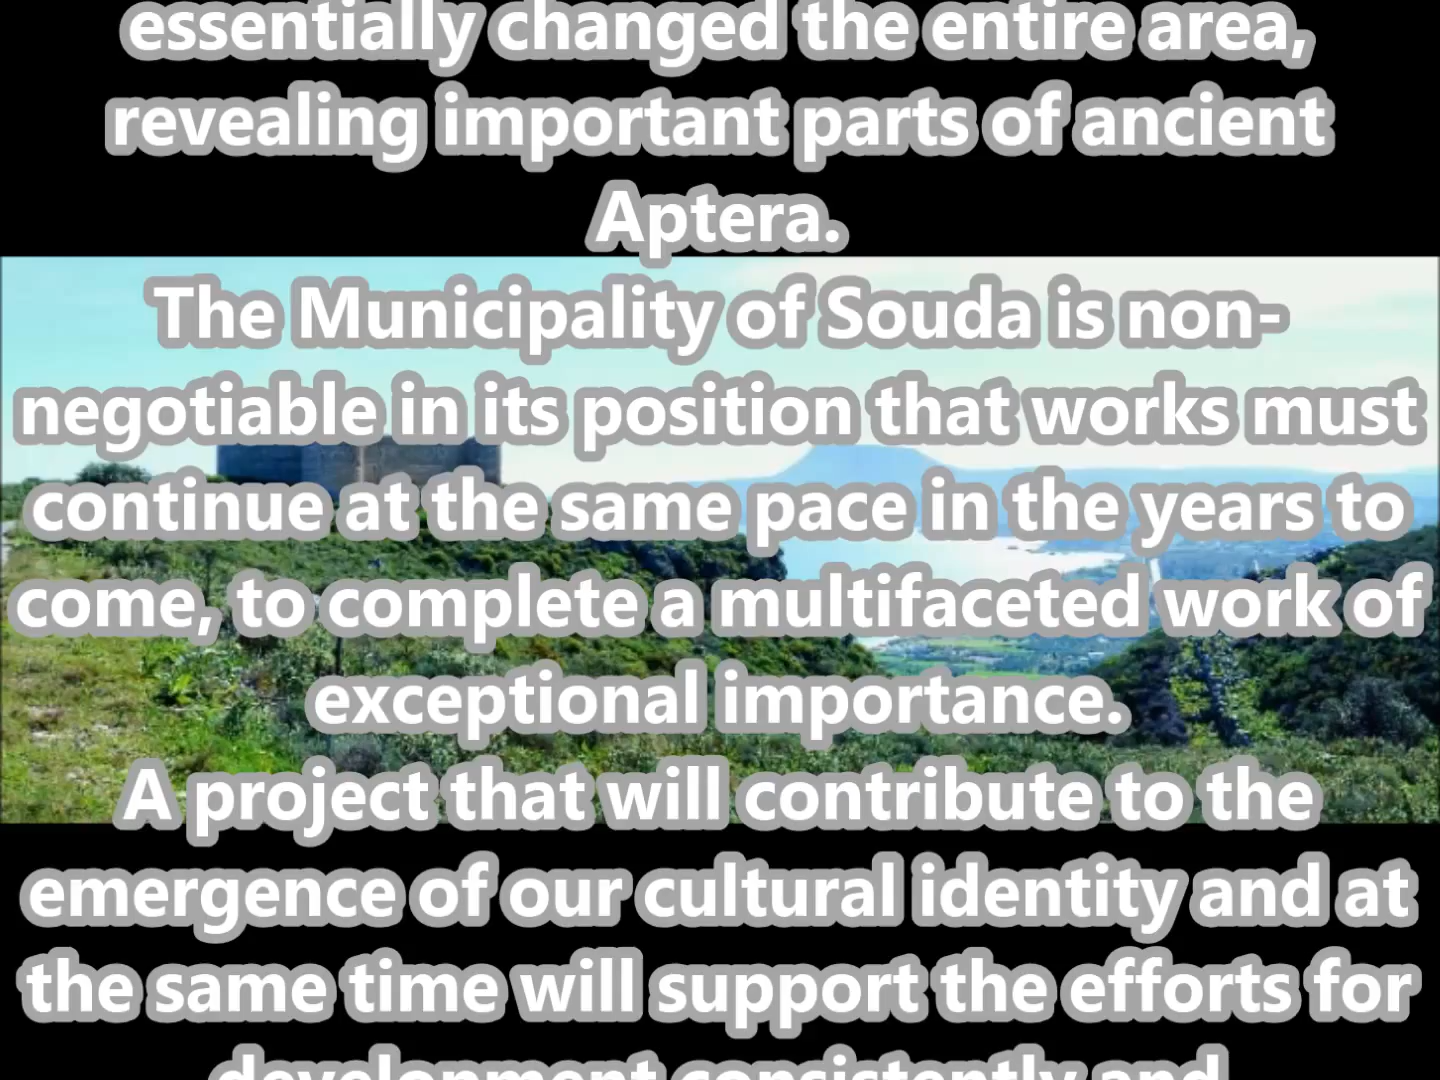 essentially changed the entire area,
revealing important parts of ancient
Aptera.
The Municipality of Souda is non-
negotiable in its position that works must
continue at the same pace in the years to
come, to complete a multifaceted work of
exceptional importance.
A project that will contribute to the
emergence of our cultural identity and at
the same time will support the efforts for
development consistently and